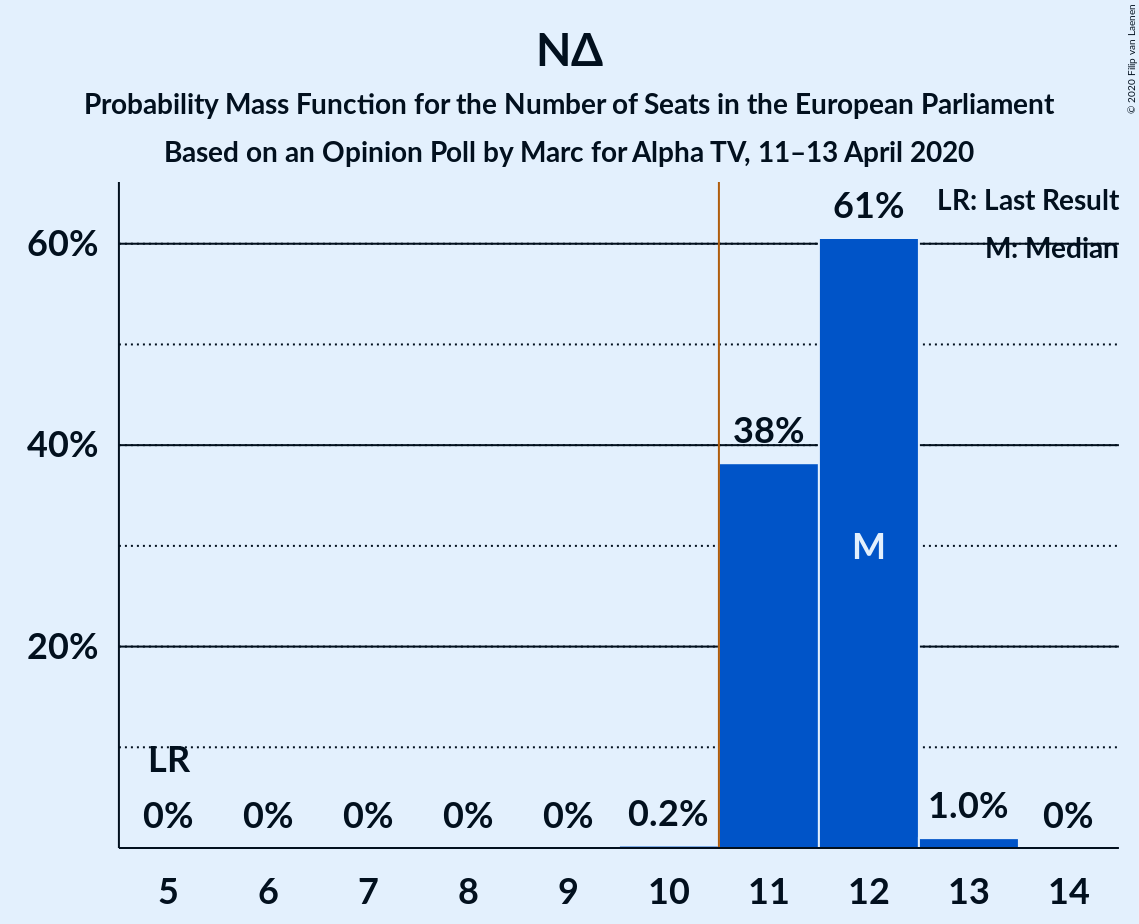 ΝΔ
Probability Mass Function for the Number of Seats in the European Parliament
Based on an Opinion Poll by Marc for Alpha TV, 11–13 April 2020
© 2020 Filip van Laenen
LR: Last Result
M: Median
60%
40%
20%
61%
38%
M
LR
0%
0%
0%
0%
0%
0.2%
1.0%
0%
5
6
7
8
9
10
11
12
13
14